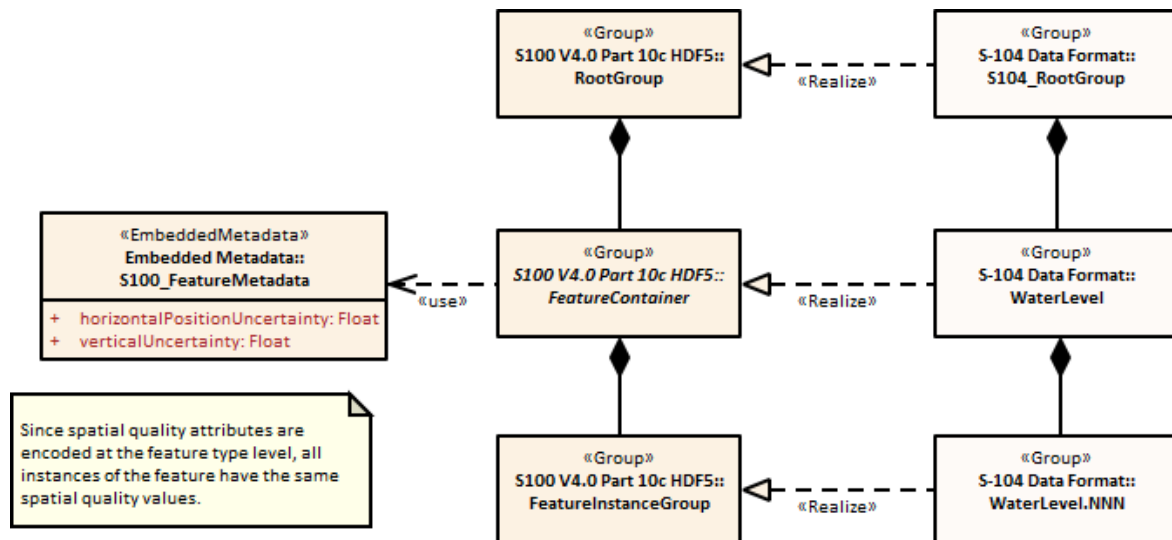 «Group»
S100 V4.0 Part 10c HDF5::
RootGroup
«Realize»
«Group»
S-104 Data Format::
S104_RootGroup
«EmbeddedMetadata»
Embedded Metadata::
S100_FeatureMetadata
+ horizontalPositionUncertainty: Float
+ verticalUncertainty: Float
«use»
«Group»
S100 V4.0 Part 10c HDF5::
FeatureContainer
«Realize»
«Group»
S-104 Data Format::
WaterLevel
Since spatial quality attributes are
encoded at the feature type level, all
instances of the feature have the same
spatial quality values.
«Group»
S100 V4.0 Part 10c HDF5::
FeatureInstanceGroup
«Realize»
«Group»
S-104 Data Format::
WaterLevel.NNN